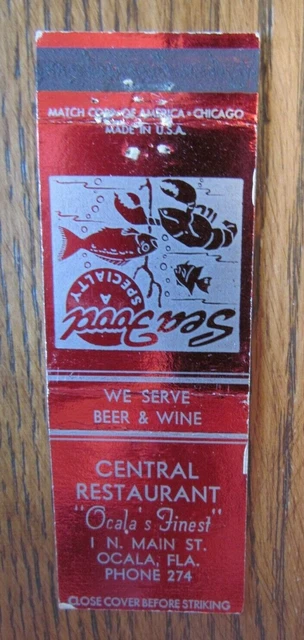 MATCH CORP. OF AMERICA • CHICAGO
MADE IN U.S.A.
Sea Food
A
SPECIALTY
WE SERVE
BEER & WINE
CENTRAL
RESTAURANT
"Ocala's Finest"
1 N. MAIN ST.
OCALA, FLA.
PHONE 274
CLOSE COVER BEFORE STRIKING